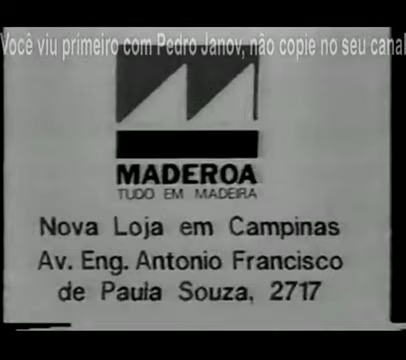 Você viu primeiro com Pedro Janov, não copie no seu canal
MADEROA
TUDO EM MADEIRA
Nova Loja em Campinas
Av. Eng. Antonio Francisco
de Paula Souza, 2717